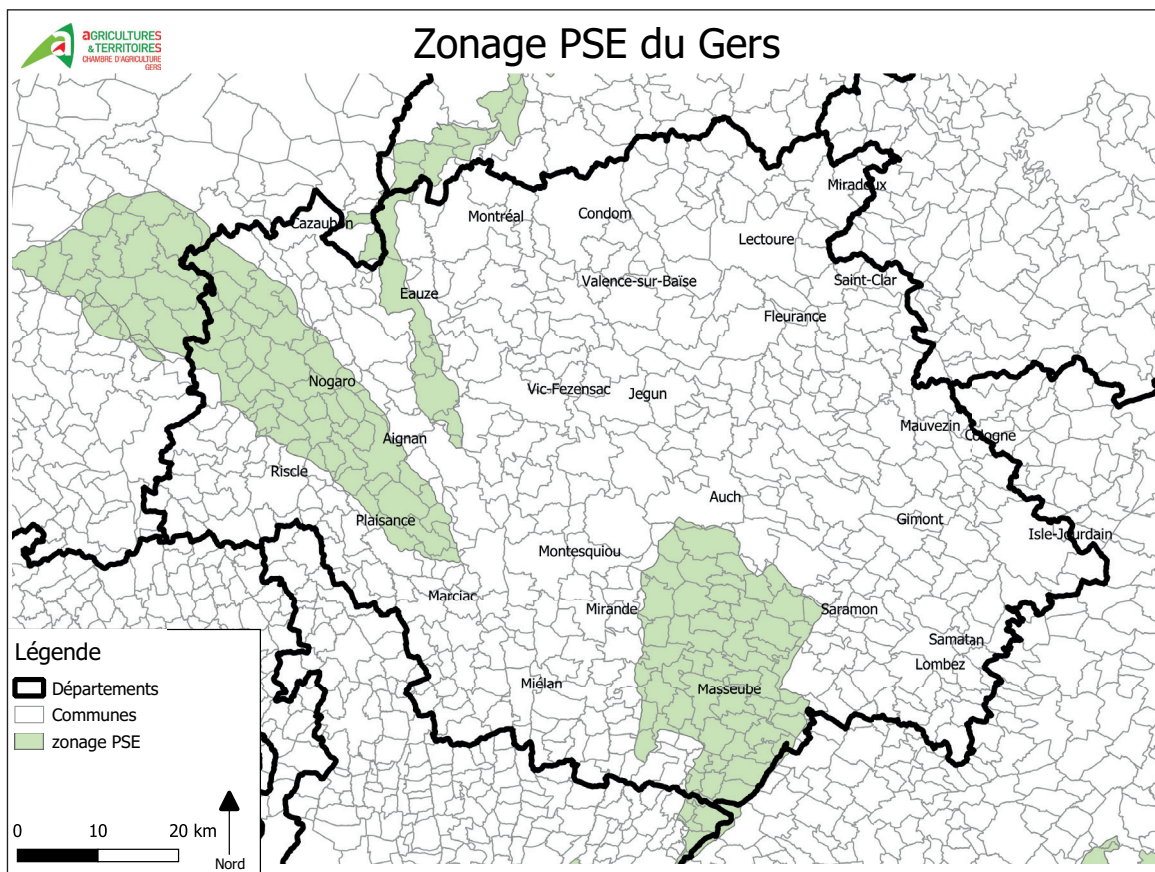 aGRICULTURES
& TERRITOIRES
CHAMBRE D'AGRICULTURE
GERS
Zonage PSE du Gers
Miradoux
Cazaubon
Montréal
Condom
Lectoure
Eauze
Valence-sur-Baïse
Saint-Clar
Fleurance
Nogaro
Vic-Fezensac
Jegun
Aignan
Mauvezin
Cologne
Riscle
Auch
Plaisance
Gimont
Isle-Jourdain
Montesquiou
Marciac
Mirande
Saramon
Samatan
Lombez
Miélan
Masseube
Légende
Départements
Communes
zonage PSE
0 10 20 km
Nord